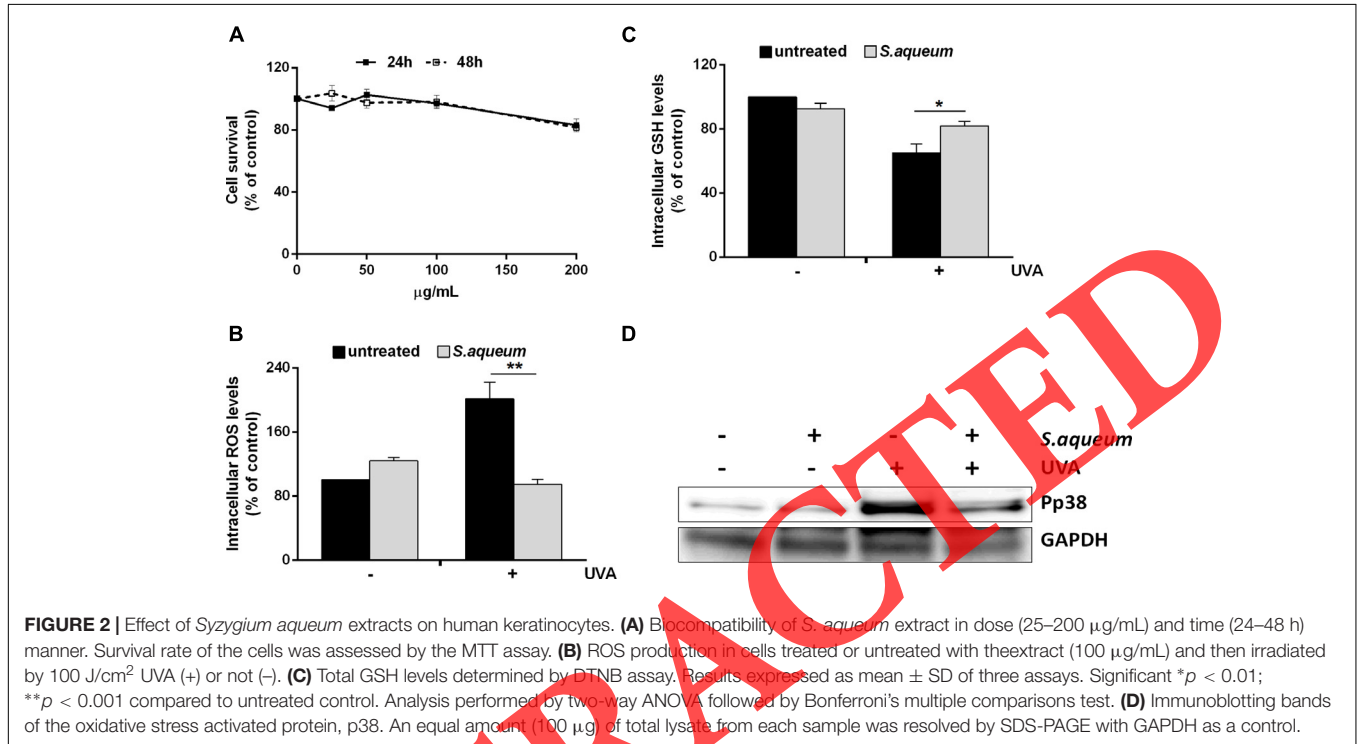 A
24h 48h
Cell survival
(% of control)
120
80
40
0
0 50 100 150 200
μg/mL
C
untreated S.aqueum
Intracellular GSH levels
(% of control)
120
80
40
0
*
- + UVA
B
untreated S.aqueum
Intracellular ROS levels
(% of control)
240
160
80
0
**
- + UVA
D
- + - + S.aqueum
- - + + UVA
Pp38
GAPDH
RETRACTED
FIGURE 2 | Effect of Syzygium aqueum extracts on human keratinocytes. (A) Biocompatibility of S. aqueum extract in dose (25–200 μg/mL) and time (24–48 h)
manner. Survival rate of the cells was assessed by the MTT assay. (B) ROS production in cells treated or untreated with theextract (100 μg/mL) and then irradiated
by 100 J/cm² UVA (+) or not (–). (C) Total GSH levels determined by DTNB assay. Results expressed as mean ± SD of three assays. Significant *p < 0.01;
**p < 0.001 compared to untreated control. Analysis performed by two-way ANOVA followed by Bonferroni's multiple comparisons test. (D) Immunoblotting bands
of the oxidative stress activated protein, p38. An equal amount (100 μg) of total lysate from each sample was resolved by SDS-PAGE with GAPDH as a control.